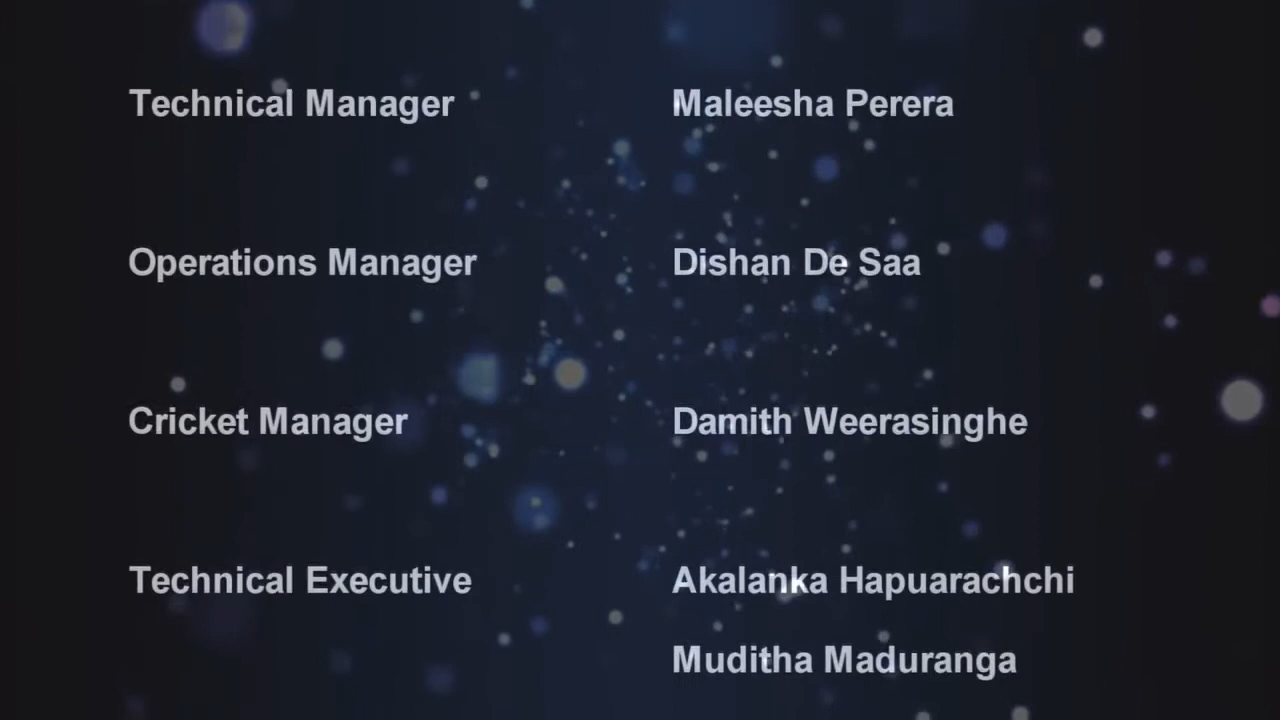 Technical Manager Maleesha Perera
Operations Manager Dishan De Saa
Cricket Manager Damith Weerasinghe
Technical Executive Akalanka Hapuarachchi
Muditha Maduranga